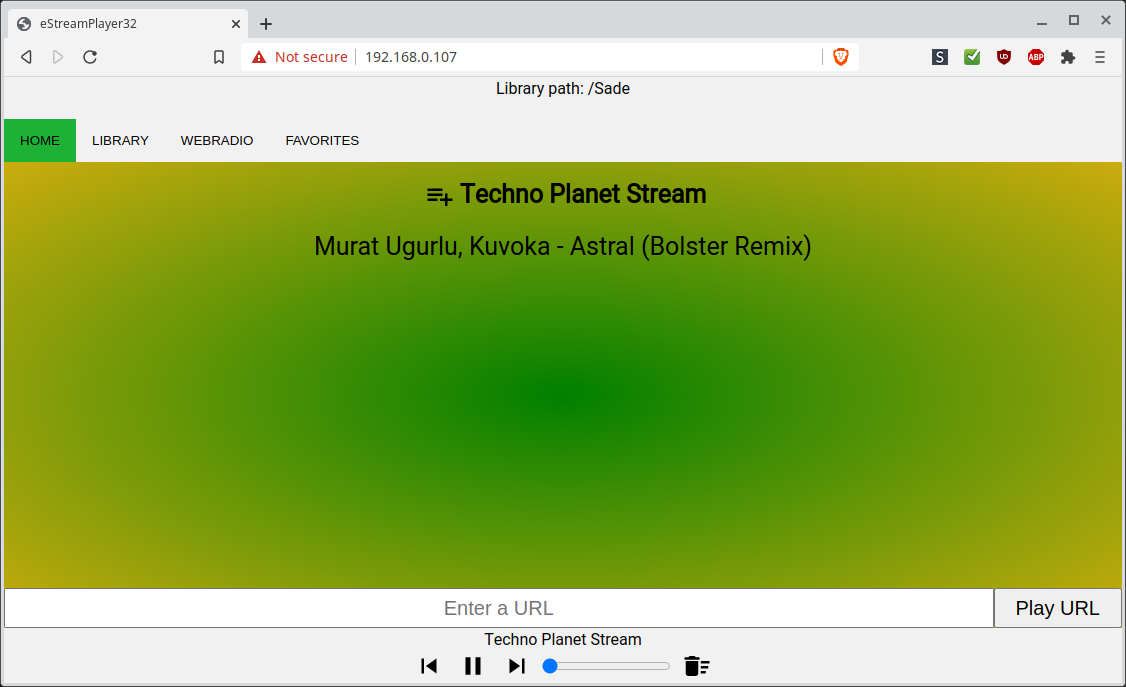 eStreamPlayer32
Not secure 192.168.0.107
S UO ABP
Library path: /Sade
HOME LIBRARY WEBRADIO FAVORITES
Techno Planet Stream
Murat Ugurlu, Kuvoka - Astral (Bolster Remix)
Enter a URL Play URL
Techno Planet Stream